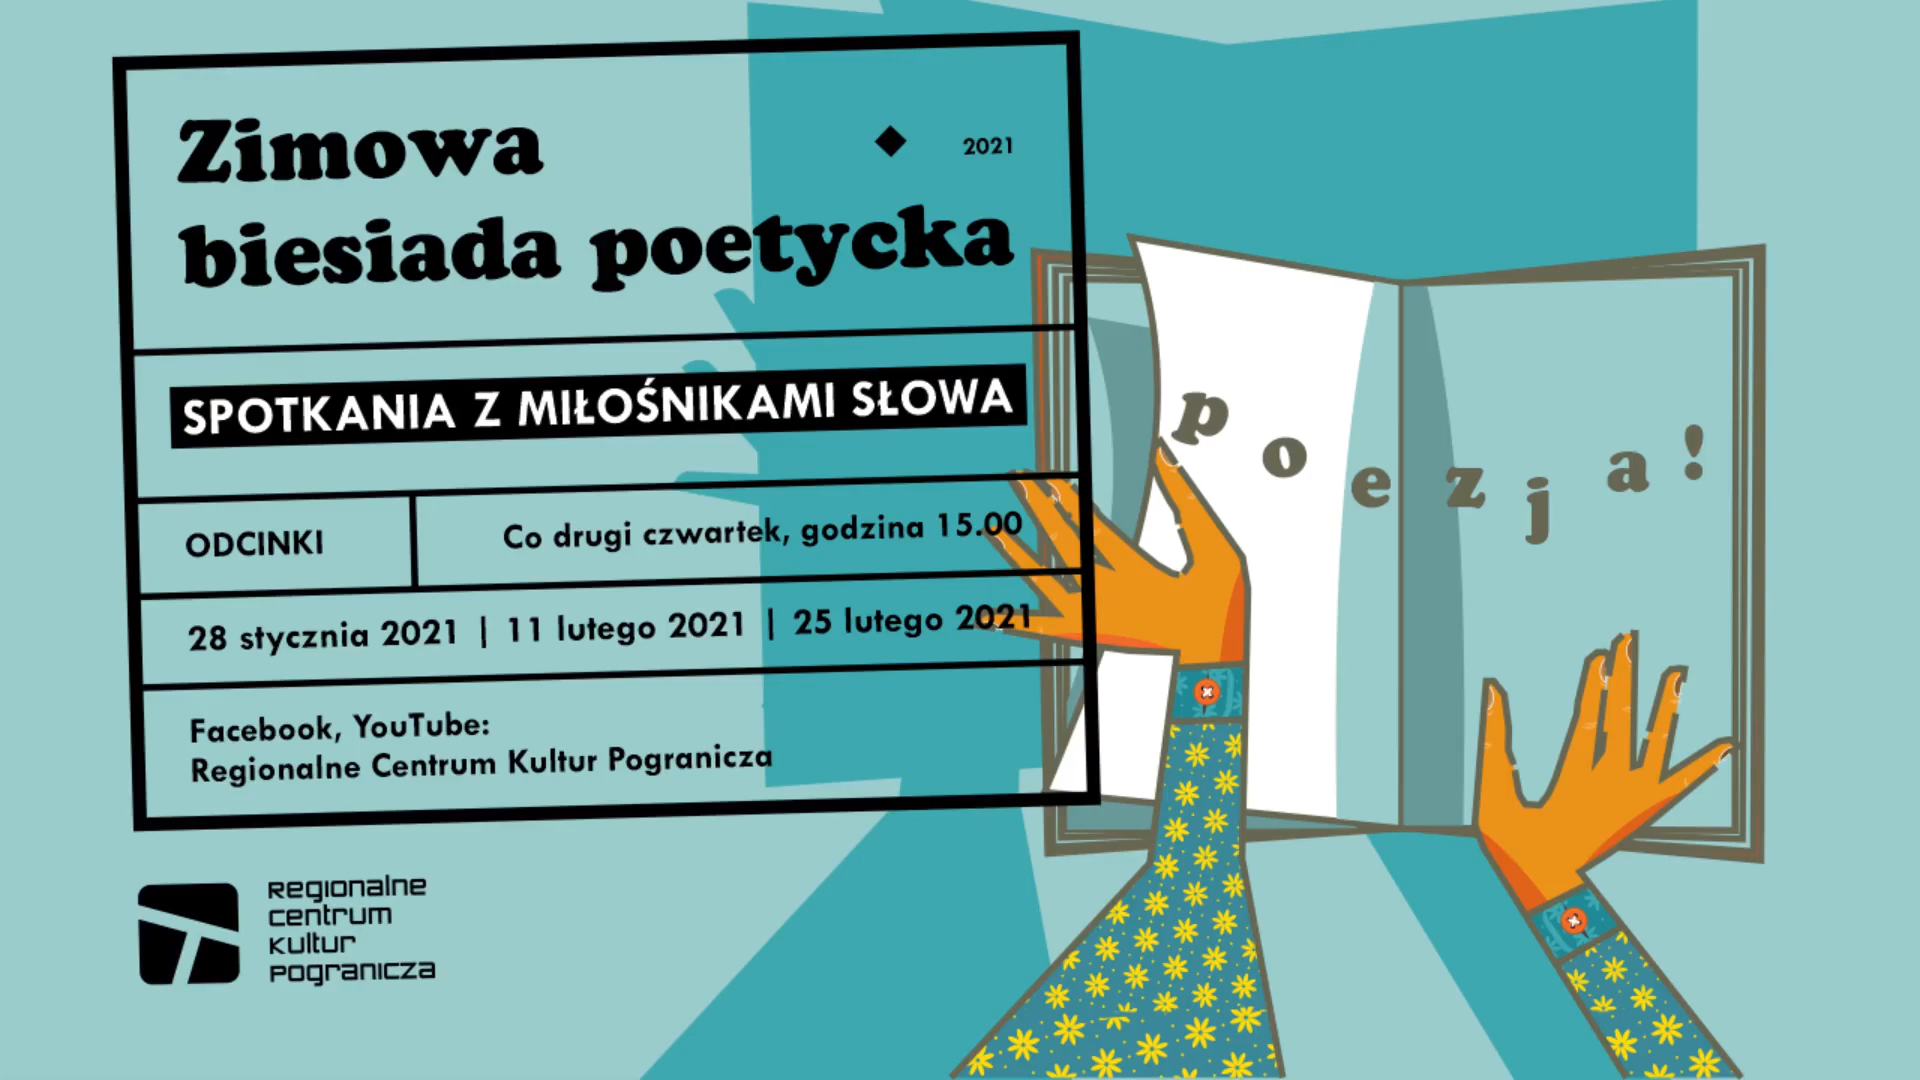 Zimowa
2021
biesiada poetycka
SPOTKANIA Z MIŁOŚNIKAMI SŁOWA
ODCINKI
Co drugi czwartek, godzina 15.00
28 stycznia 2021 | 11 lutego 2021 | 25 lutego 2021
Facebook, YouTube:
Regionalne Centrum Kultur Pogranicza
Regionalne
centrum
kultur
pogranicza
poezja!